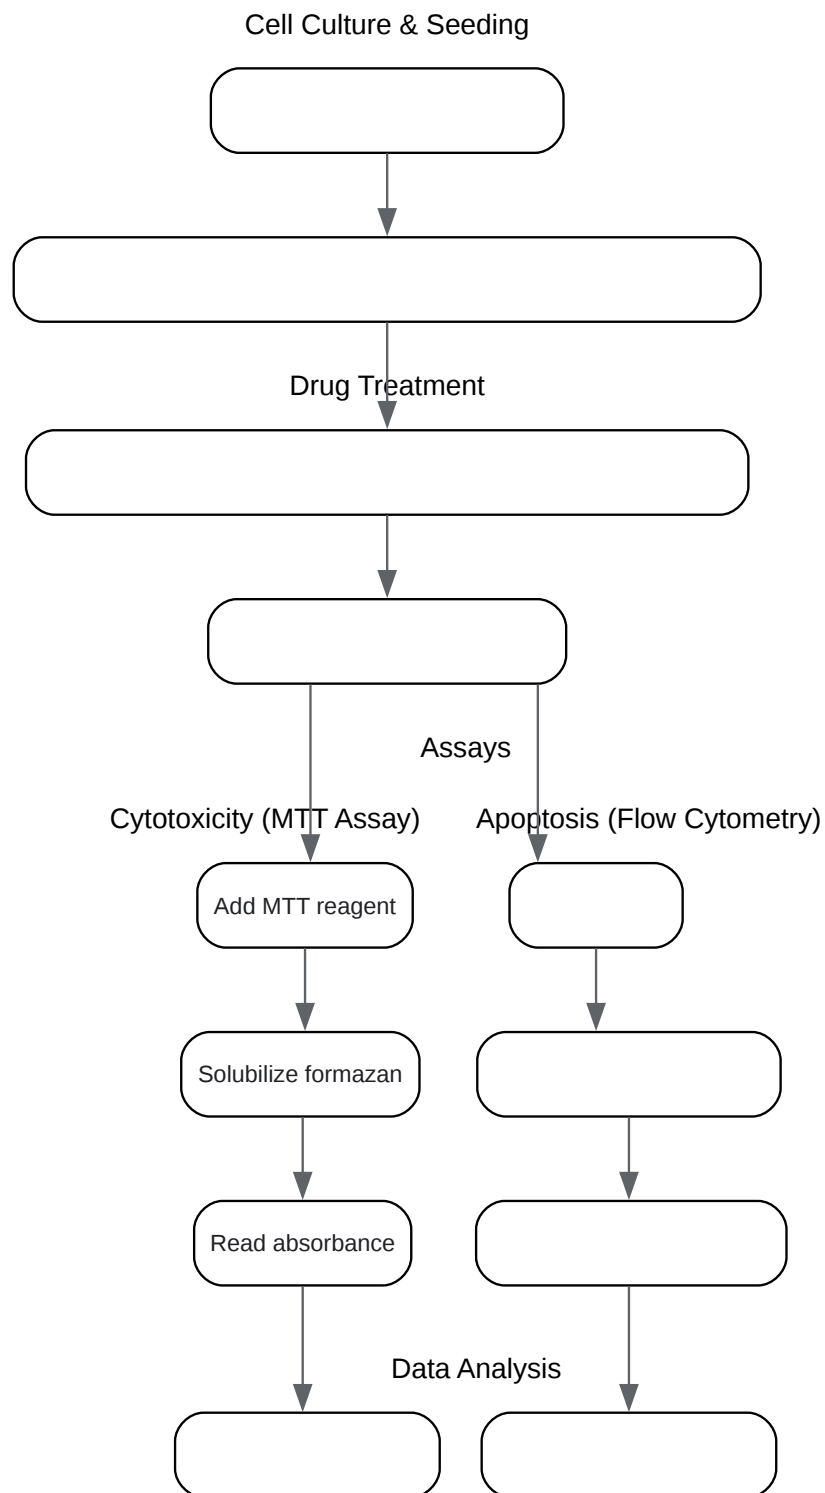 Cell Culture & Seeding
Drug Treatment
Assays
Cytotoxicity (MTT Assay)
Apoptosis (Flow Cytometry)
Add MTT reagent
Solubilize formazan
Read absorbance
Data Analysis